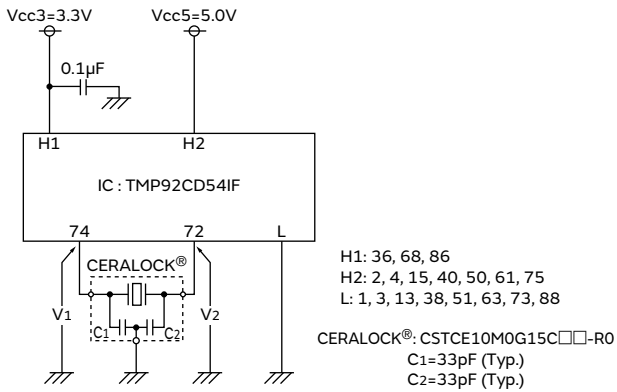 Vcc3=3.3V Vcc5=5.0V
0.1μF
H1 H2
IC : TMP92CD54IF
74 72 L
CERALOCK®
V1 C1 C2 V2
H1: 36, 68, 86
H2: 2, 4, 15, 40, 50, 61, 75
L: 1, 3, 13, 38, 51, 63, 73, 88
CERALOCK®: CSTCE10M0G15C□□-R0
C1=33pF (Typ.)
C2=33pF (Typ.)